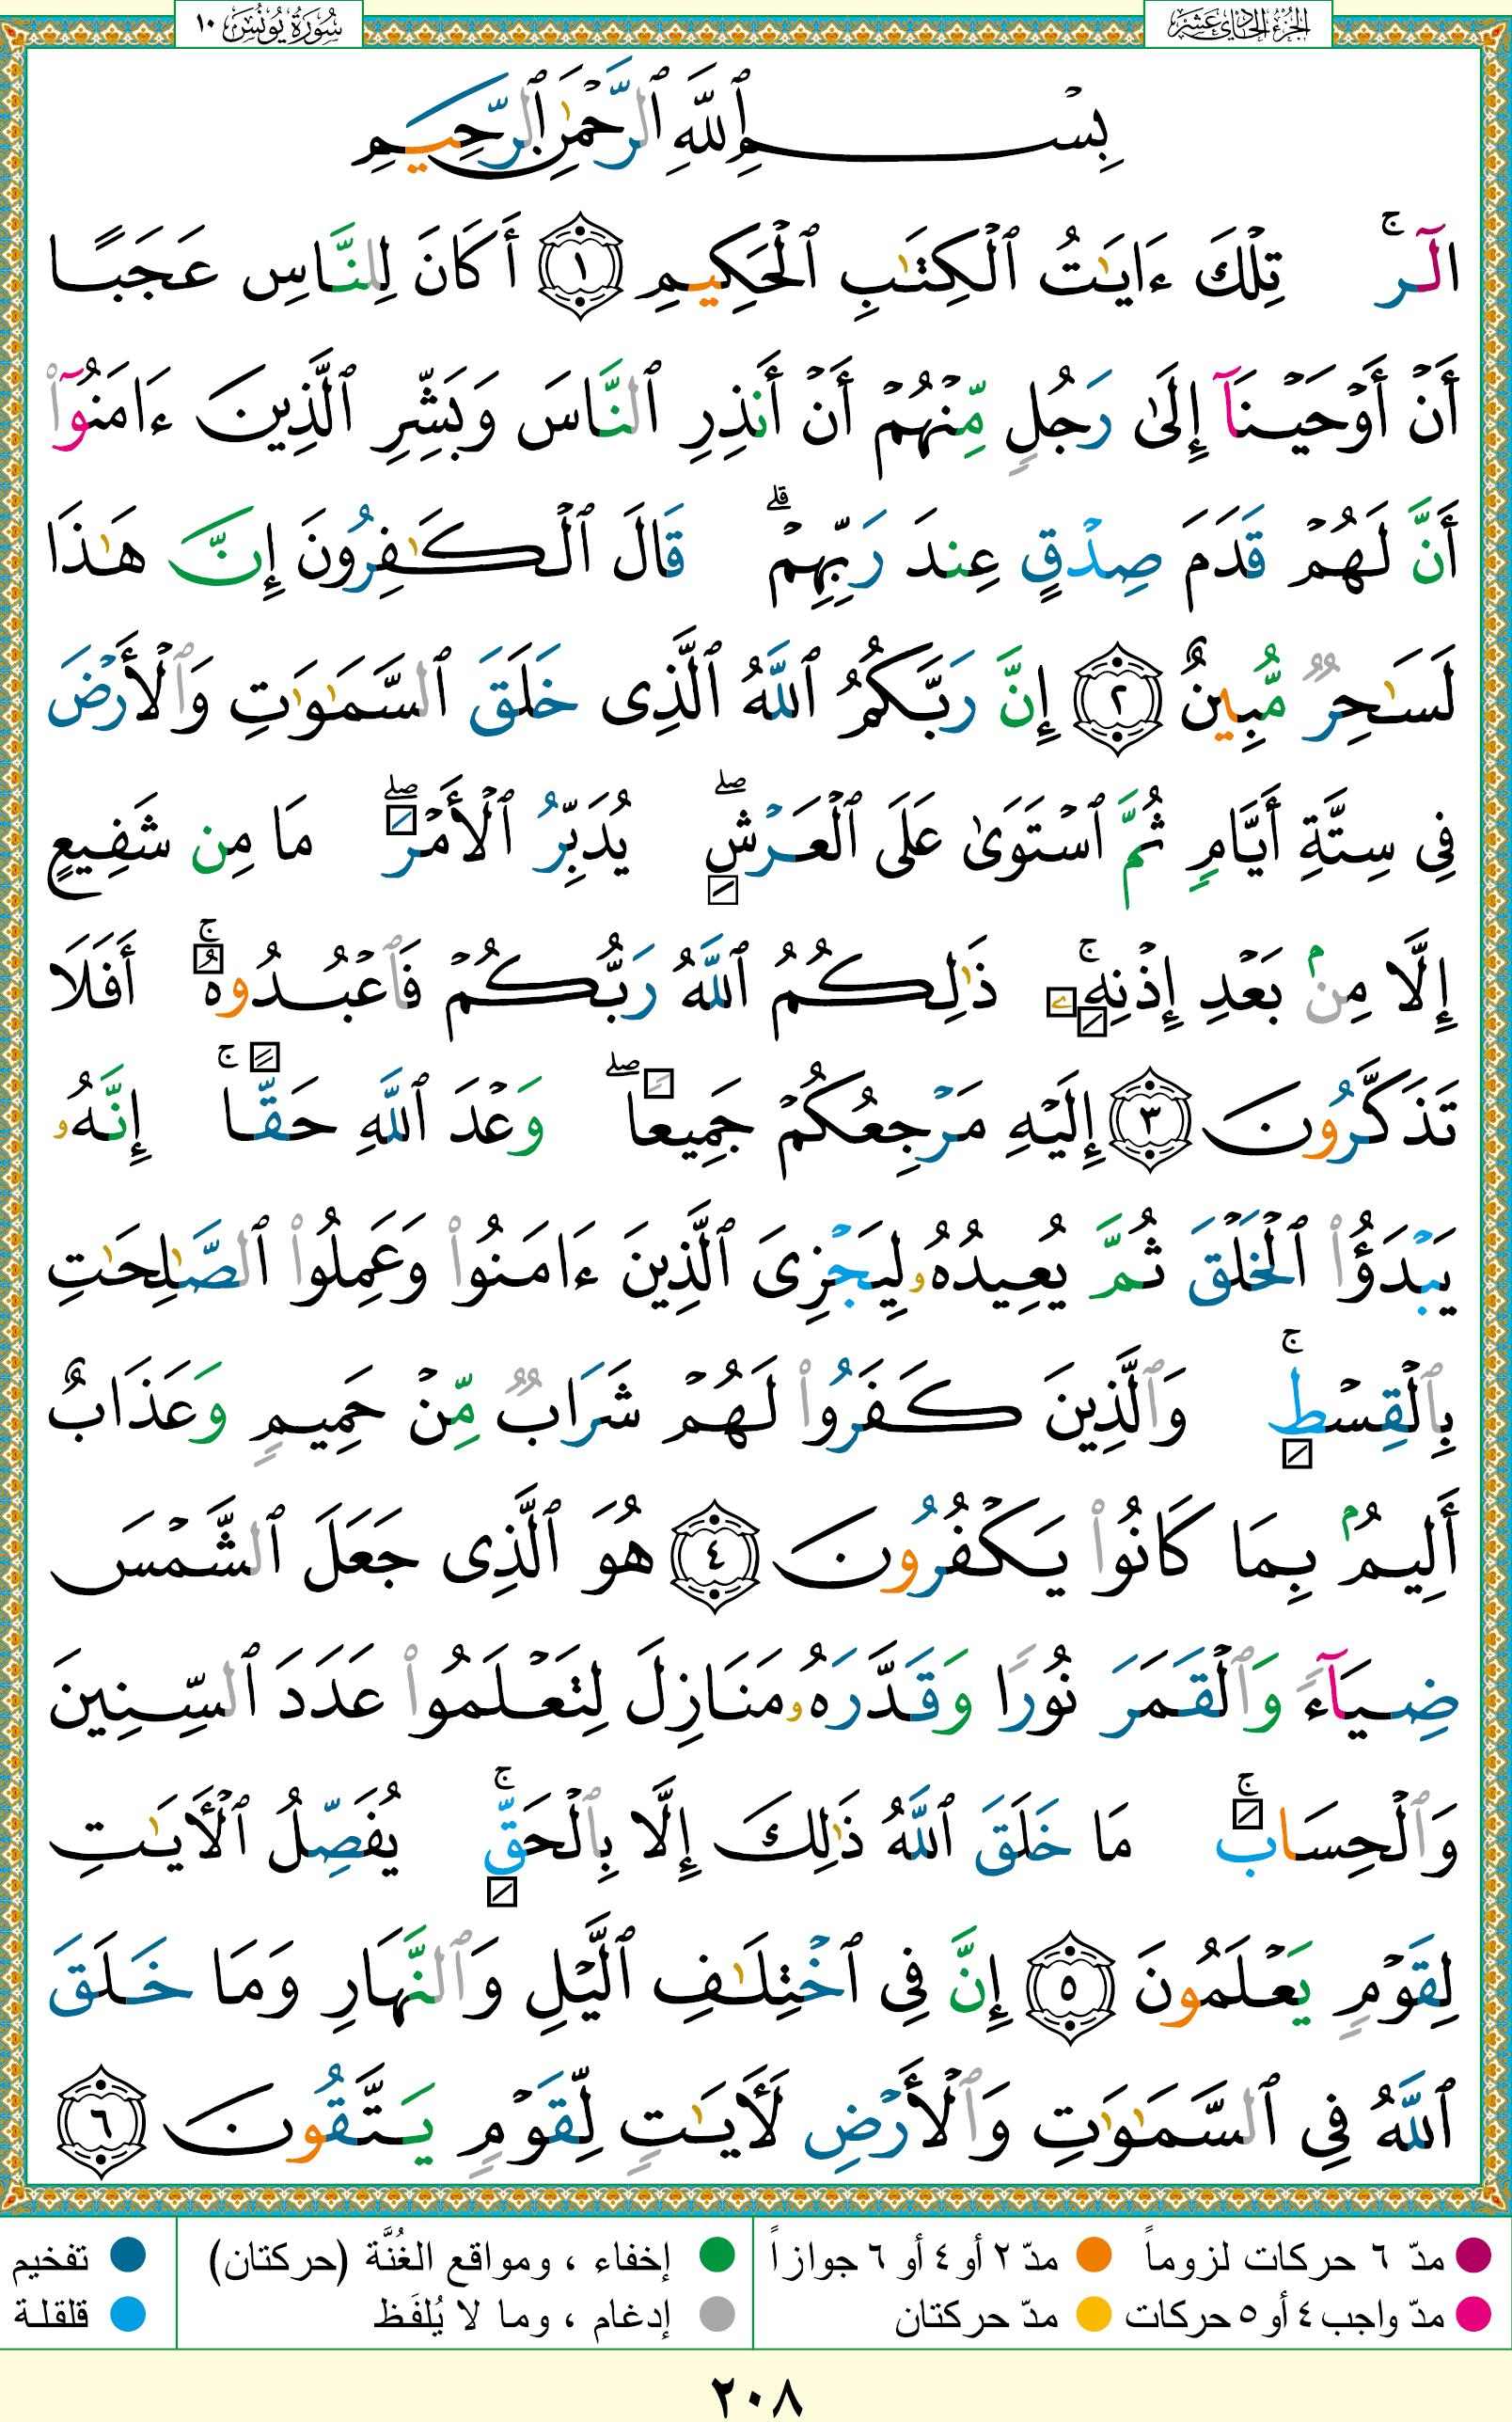 الجزء الحادي عشر
سورة يونس ١٠
بِسْمِ ٱللَّهِ ٱلرَّحْمَٰنِ ٱلرَّحِيمِ
الٓرۚ تِلْكَ ءَايَٰتُ ٱلْكِتَٰبِ ٱلْحَكِيمِ ١ أَكَانَ لِلنَّاسِ عَجَبًا
أَنْ أَوْحَيْنَآ إِلَىٰ رَجُلٍ مِّنْهُمْ أَنْ أَنذِرِ ٱلنَّاسَ وَبَشِّرِ ٱلَّذِينَ ءَامَنُوٓا۟
أَنَّ لَهُمْ قَدَمَ صِدْقٍ عِندَ رَبِّهِمْۗ قَالَ ٱلْكَٰفِرُونَ إِنَّ هَٰذَا
لَسَٰحِرٌ مُّبِينٌ ٢ إِنَّ رَبَّكُمُ ٱللَّهُ ٱلَّذِى خَلَقَ ٱلسَّمَٰوَٰتِ وَٱلْأَرْضَ
فِى سِتَّةِ أَيَّامٍ ثُمَّ ٱسْتَوَىٰ عَلَى ٱلْعَرْشِۖ يُدَبِّرُ ٱلْأَمْرَۖ مَا مِن شَفِيعٍ
إِلَّا مِنۢ بَعْدِ إِذْنِهِۦۚ ذَٰلِكُمُ ٱللَّهُ رَبُّكُمْ فَٱعْبُدُوهُۚ أَفَلَا
تَذَكَّرُونَ ٣ إِلَيْهِ مَرْجِعُكُمْ جَمِيعًاۖ وَعْدَ ٱللَّهِ حَقًّاۚ إِنَّهُۥ
يَبْدَؤُا۟ ٱلْخَلْقَ ثُمَّ يُعِيدُهُۥ لِيَجْزِىَ ٱلَّذِينَ ءَامَنُوا۟ وَعَمِلُوا۟ ٱلصَّٰلِحَٰتِ
بِٱلْقِسْطِۚ وَٱلَّذِينَ كَفَرُوا۟ لَهُمْ شَرَابٌ مِّنْ حَمِيمٍ وَعَذَابٌ
أَلِيمٌۢ بِمَا كَانُوا۟ يَكْفُرُونَ ٤ هُوَ ٱلَّذِى جَعَلَ ٱلشَّمْسَ
ضِيَآءً وَٱلْقَمَرَ نُورًا وَقَدَّرَهُۥ مَنَازِلَ لِتَعْلَمُوا۟ عَدَدَ ٱلسِّنِينَ
وَٱلْحِسَابَۚ مَا خَلَقَ ٱللَّهُ ذَٰلِكَ إِلَّا بِٱلْحَقِّۚ يُفَصِّلُ ٱلْأَيَٰتِ
لِقَوْمٍ يَعْلَمُونَ ٥ إِنَّ فِى ٱخْتِلَٰفِ ٱلَّيْلِ وَٱلنَّهَارِ وَمَا خَلَقَ
ٱللَّهُ فِى ٱلسَّمَٰوَٰتِ وَٱلْأَرْضِ لَأَيَٰتٍ لِّقَوْمٍ يَتَّقُونَ ٦
مدّ ٦ حركات لزوماً مدّ ٢ أو ٤ أو ٦ جوازاً إخفاء ، ومواقع الغُنَّة (حركتان) تفخيم
مدّ واجب ٤ أو ٥ حركات مدّ حركتان إدغام ، وما لا يُلفَظ قلقلة
٢٠٨